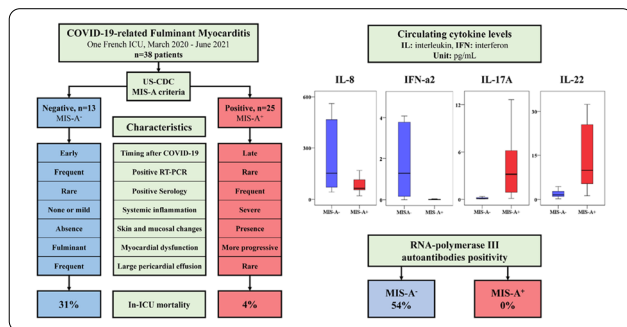 COVID-19-related Fulminant Myocarditis
One French ICU, March 2020 - June 2021
n=38 patients
US-CDC
MIS-A criteria
Negative, n=13
MIS-A-
Positive, n=25
MIS-A+
Characteristics
Early
Timing after COVID-19
Late
Frequent
Positive RT-PCR
Rare
Rare
Positive Serology
Frequent
None or mild
Systemic inflammation
Severe
Absence
Skin and mucosal changes
Presence
Fulminant
Myocardial dysfunction
More progressive
Frequent
Large pericardial effusion
Rare
31%
In-ICU mortality
4%
Circulating cytokine levels
IL: interleukin, IFN: interferon
Unit: pg/mL
IL-8
IFN-a2
IL-17A
IL-22
600
300
0
MIS-A-
MIS-A+
4
2
0
MIS-A-
MIS-A+
12
6
0
MIS-A-
MIS-A+
30
15
0
MIS-A-
MIS-A+
RNA-polymerase III
autoantibodies positivity
MIS-A-
54%
MIS-A+
0%